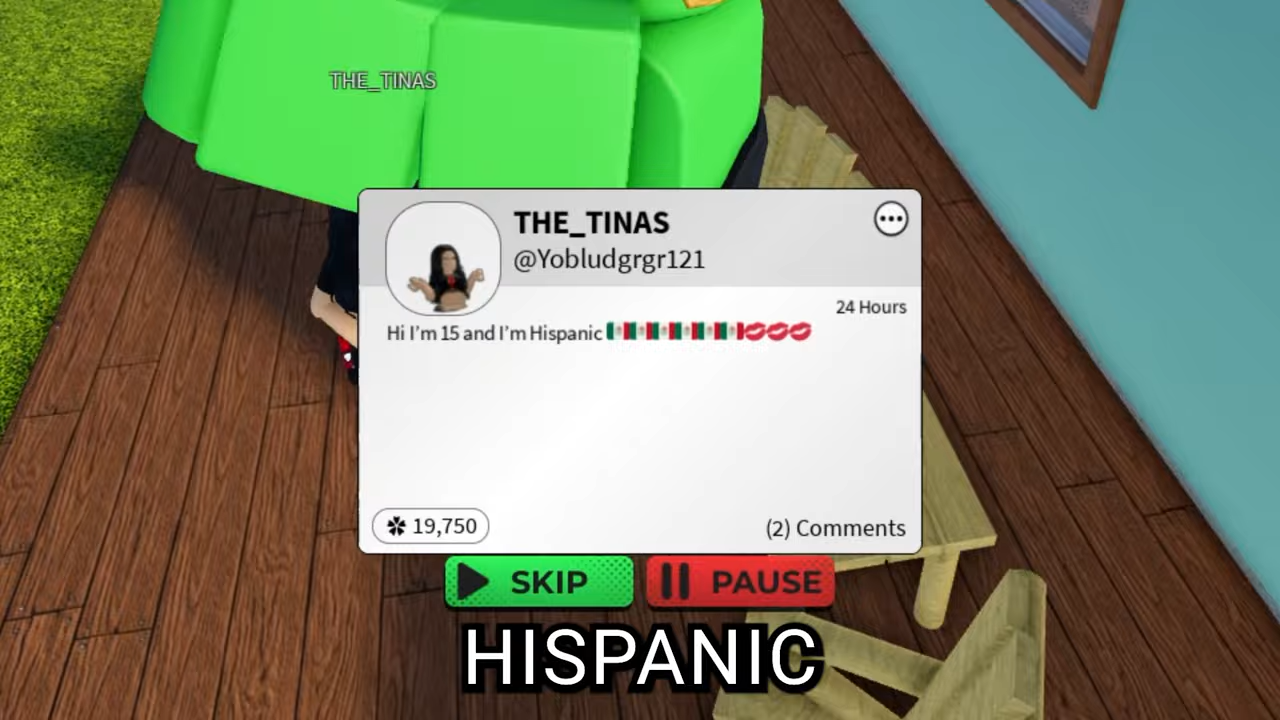 THE_TINAS
THE_TINAS
@Yobludgrgr121
24 Hours
Hi I'm 15 and I'm Hispanic 🇲🇽🇲🇽🇲🇽🇲🇽🇲🇽🇲🇽💋💋💋
19,750
(2) Comments
SKIP
PAUSE
HISPANIC